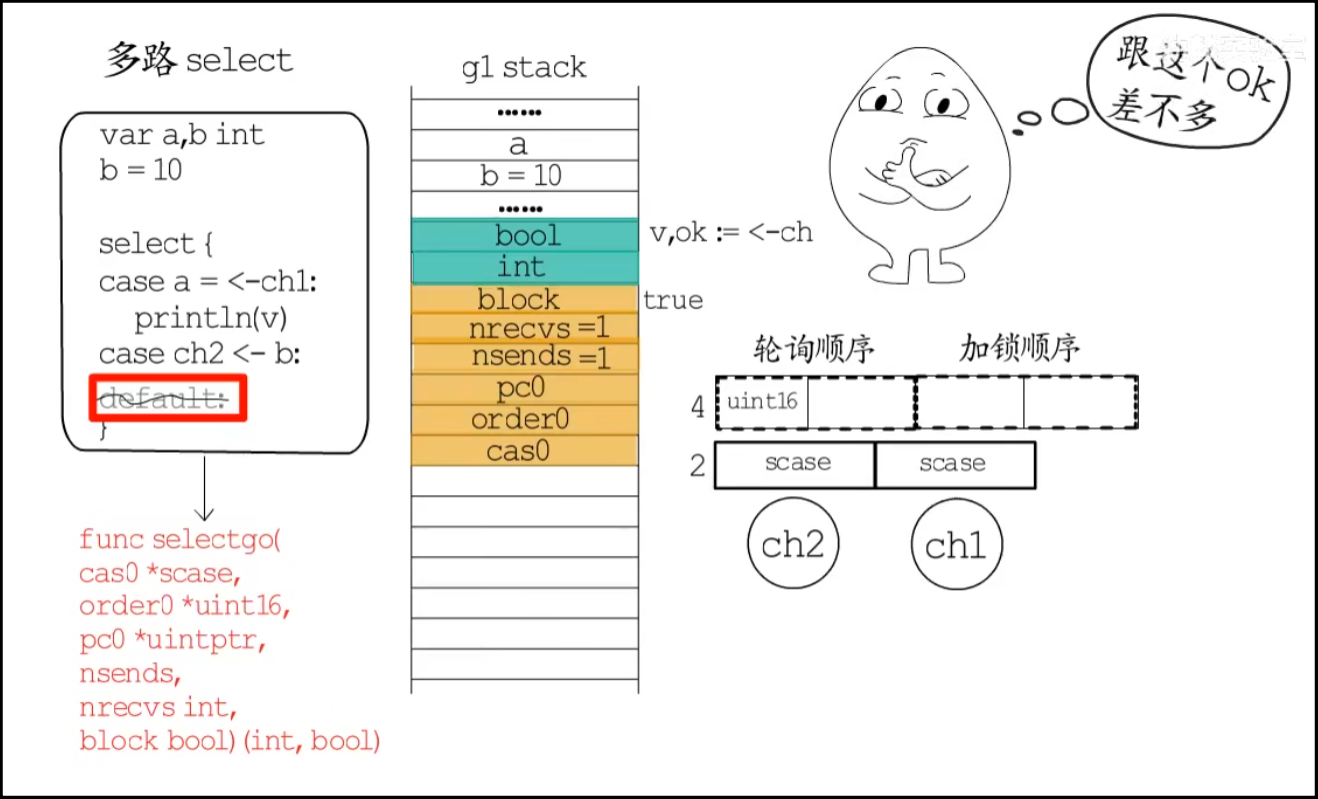 多路 select
var a,b int
b = 10
select {
case a = <-ch1:
println(v)
case ch2 <- b:
default:
}
func selectgo(
cas0 *scase,
order0 *uint16,
pc0 *uintptr,
nsends,
nrecvs int,
block bool) (int, bool)
g1 stack
......
a
b = 10
......
bool
int
block
nrecvs =1
nsends =1
pc0
order0
cas0
v,ok := <-ch
true
跟这个ok
差不多
轮询顺序 加锁顺序
4 uint16
2 scase scase
ch2 ch1